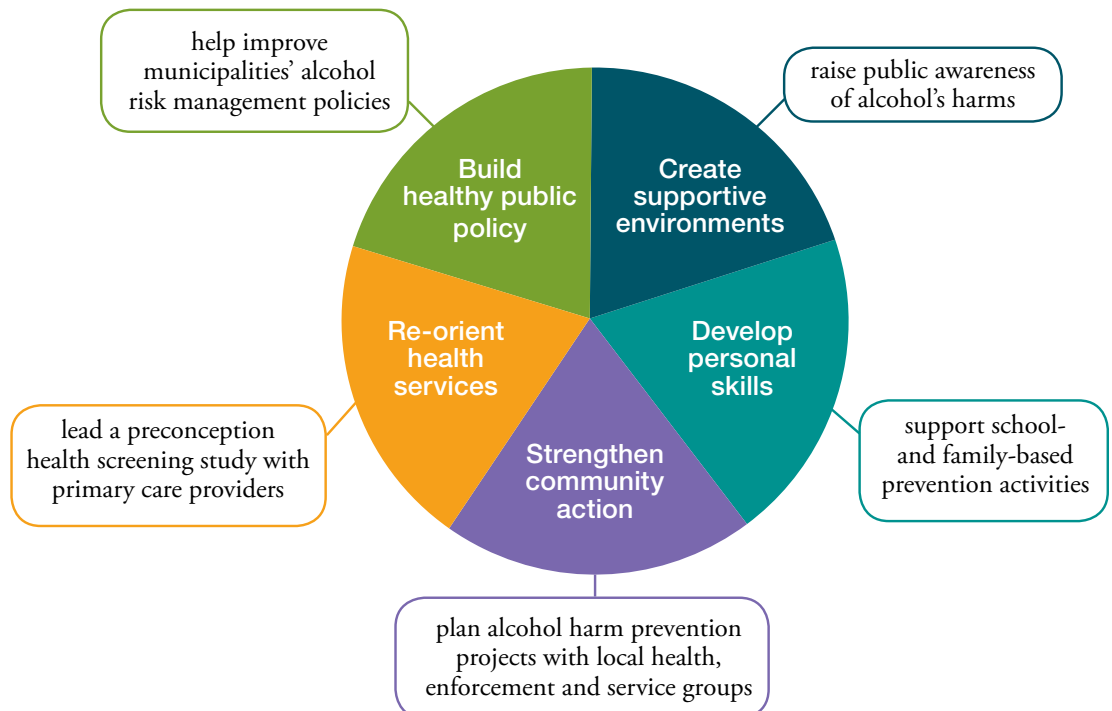 help improve
municipalities’ alcohol
risk management policies
raise public awareness
of alcohol’s harms
Build
healthy public
policy
Create
supportive
environments
Re-orient
health
services
Develop
personal
skills
lead a preconception
health screening study with
primary care providers
Strengthen
community
action
support school-
and family-based
prevention activities
plan alcohol harm prevention
projects with local health,
enforcement and service groups